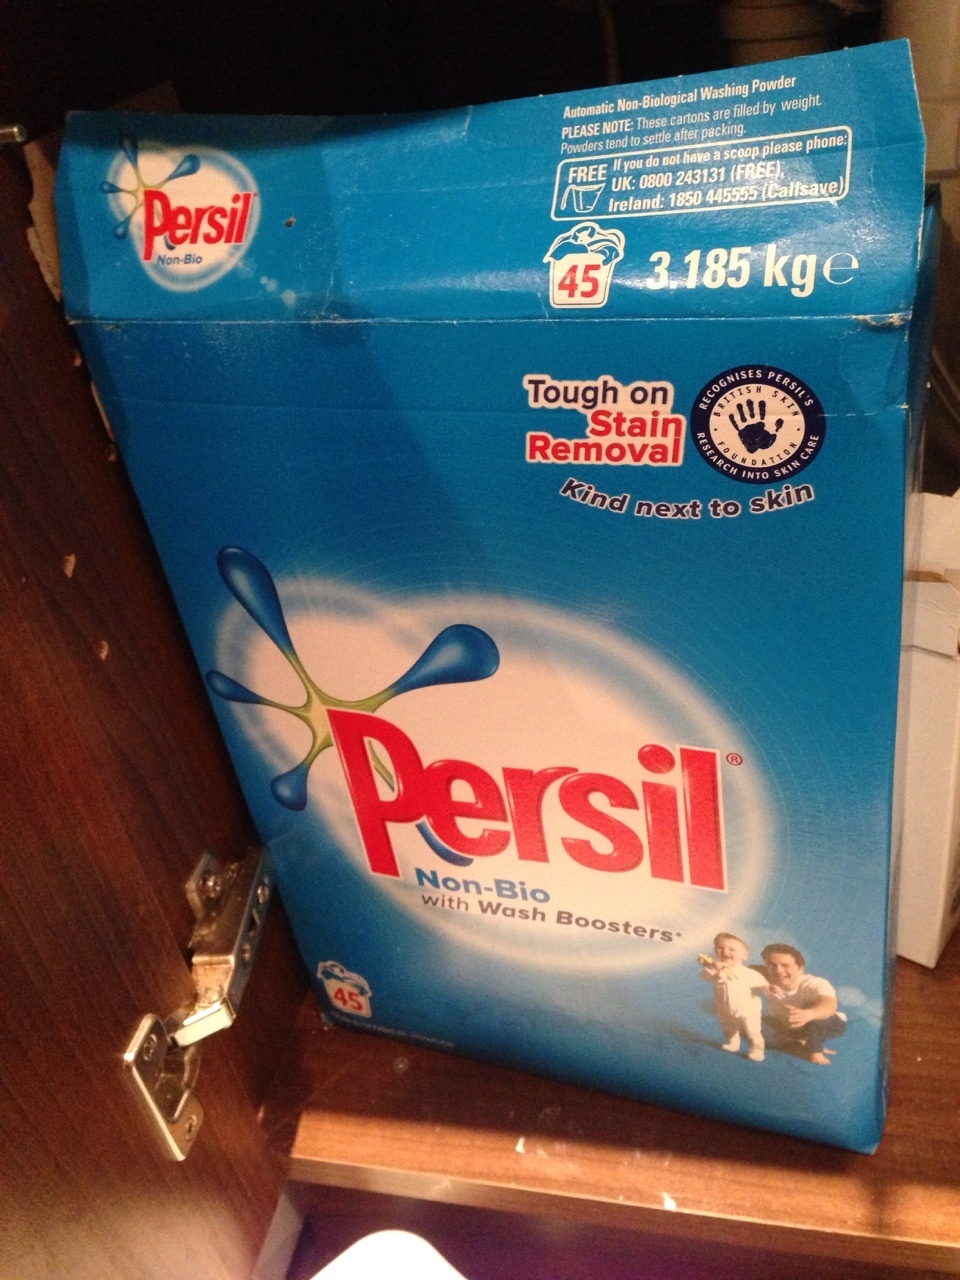 Automatic Non-Biological Washing Powder
PLEASE NOTE: These cartons are filled by weight.
Powders tend to settle after packing.
FREE
If you do not have a scoop please phone:
UK: 0800 243131 (FREE),
Ireland: 1850 445555 (Callsave)
Persil
Non-Bio
45
3.185 kg e
Tough on
Stain
Removal
RECOGNISES PERSIL'S
RESEARCH INTO SKIN CARE
BRITISH SKIN
FOUNDATION
Kind next to skin
Persil®
Non-Bio
with Wash Boosters*
45